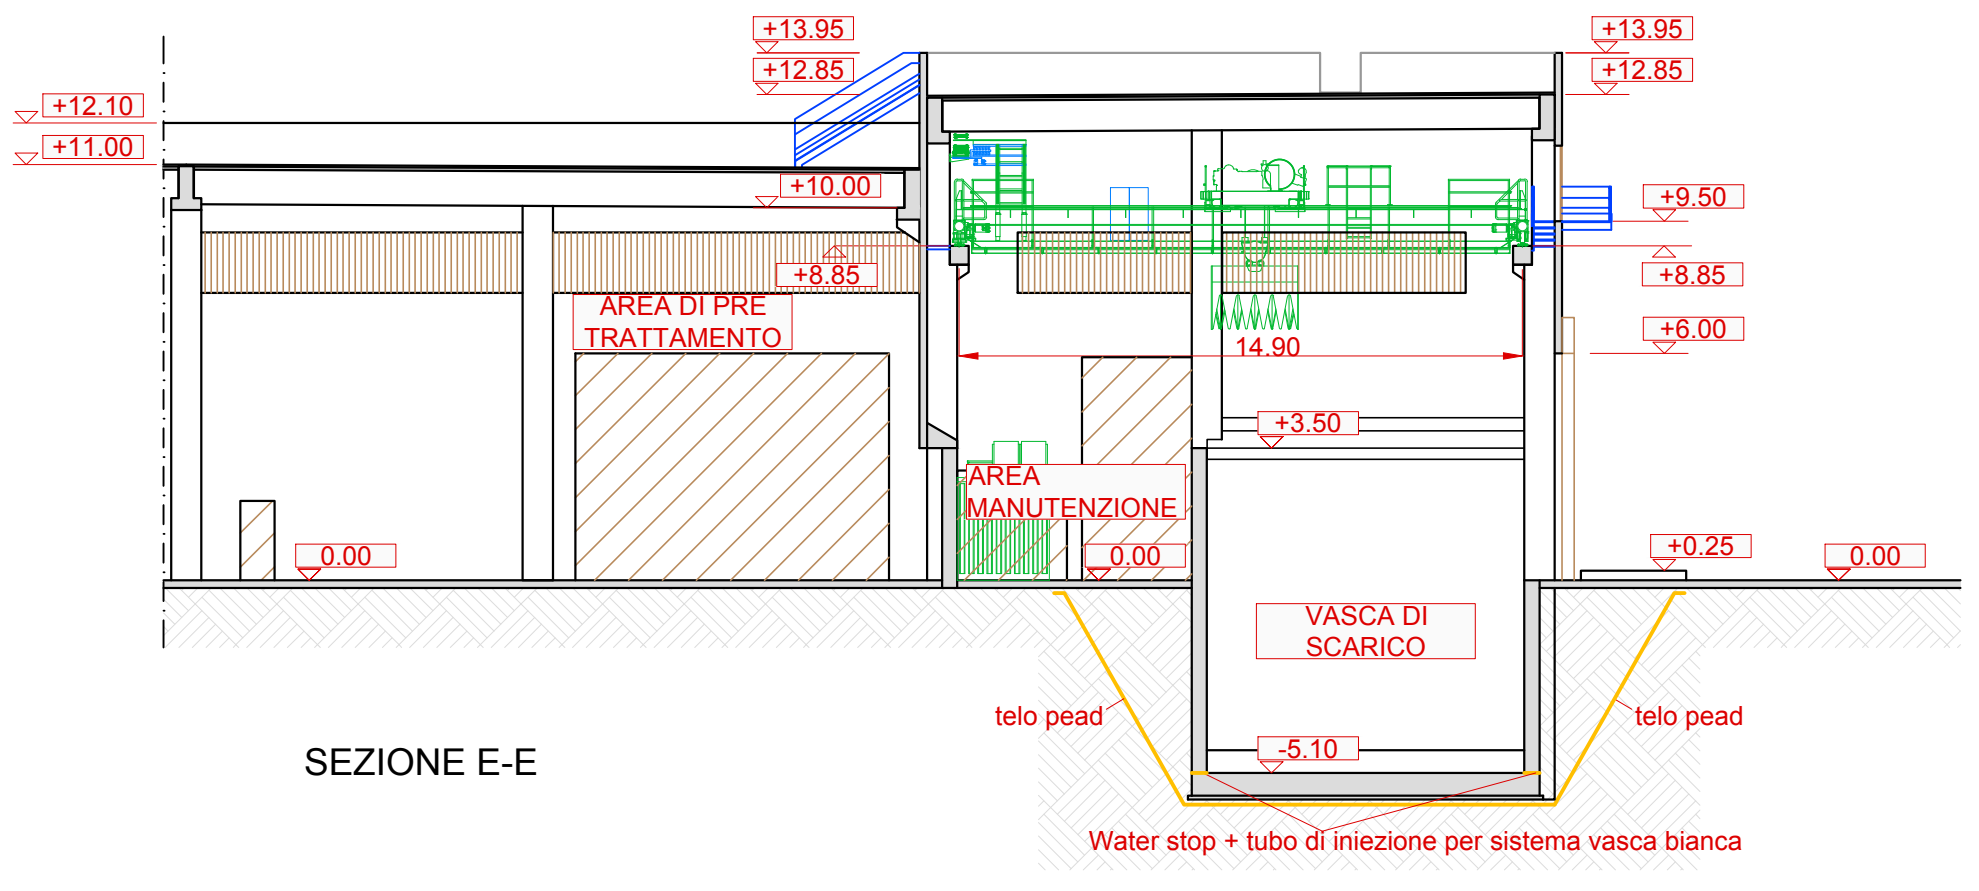 +13.95
+13.95
+12.85
+12.85
+12.10
+11.00
+10.00
+9.50
+8.85
+8.85
AREA DI PRE
TRATTAMENTO
+6.00
14.90
+3.50
AREA
MANUTENZIONE
0.00
0.00
+0.25
0.00
VASCA DI
SCARICO
telo pead
telo pead
-5.10
SEZIONE E-E
Water stop + tubo di iniezione per sistema vasca bianca